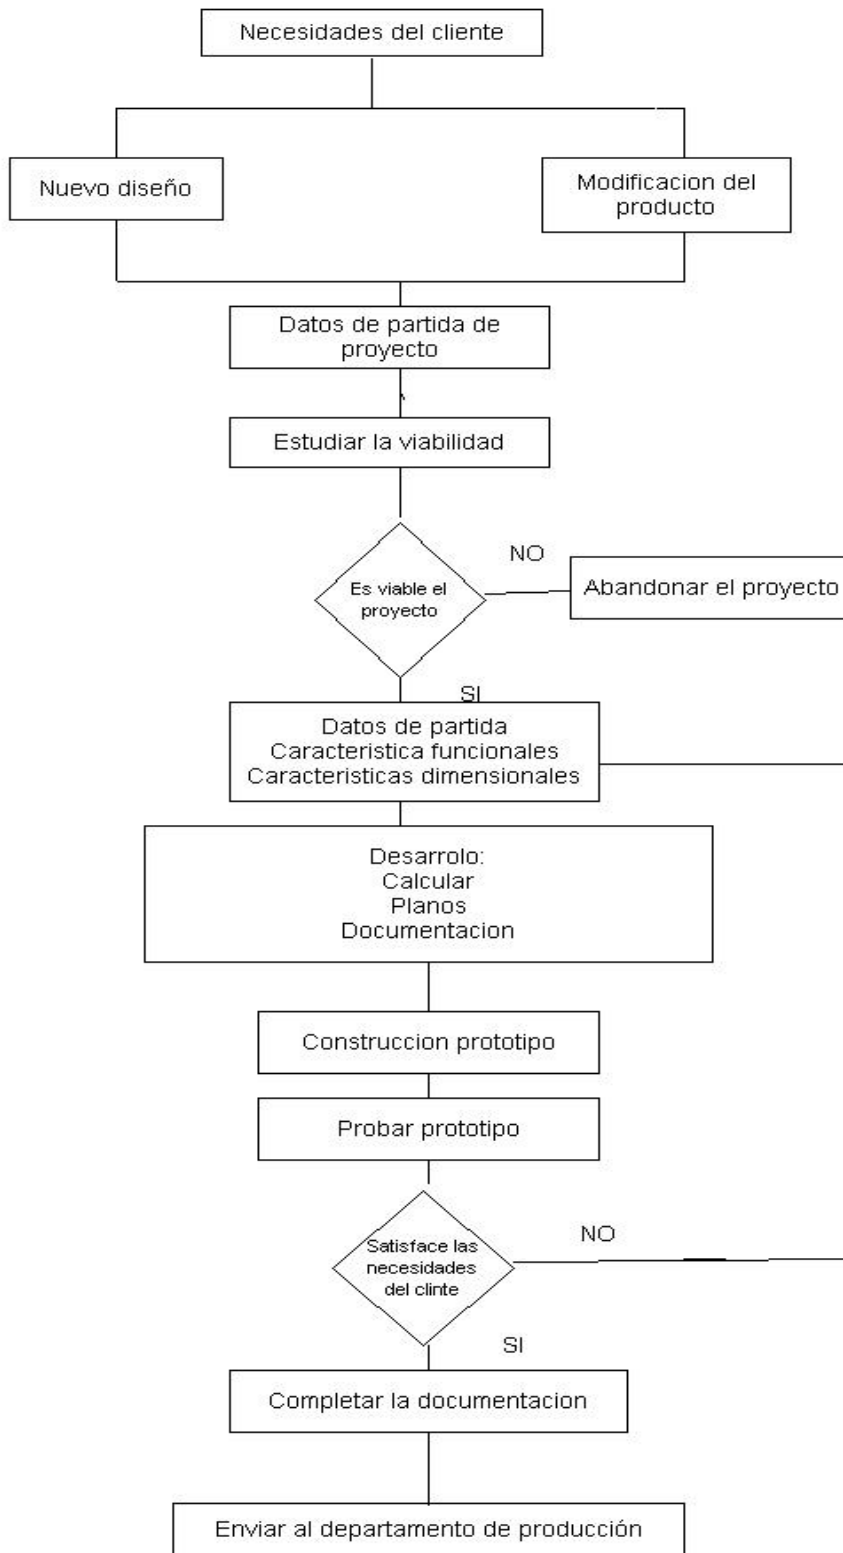 Necesidades del cliente
Nuevo diseño
Modificacion del
producto
Datos de partida de
proyecto
Estudiar la viabilidad
Es viable el
proyecto
NO
Abandonar el proyecto
SI
Datos de partida
Caracteristica funcionales
Caracteristicas dimensionales
Desarrolo:
Calcular
Planos
Documentacion
Construccion prototipo
Probar prototipo
Satisface las
necesidades
del clinte
NO
SI
Completar la documentacion
Enviar al departamento de producción